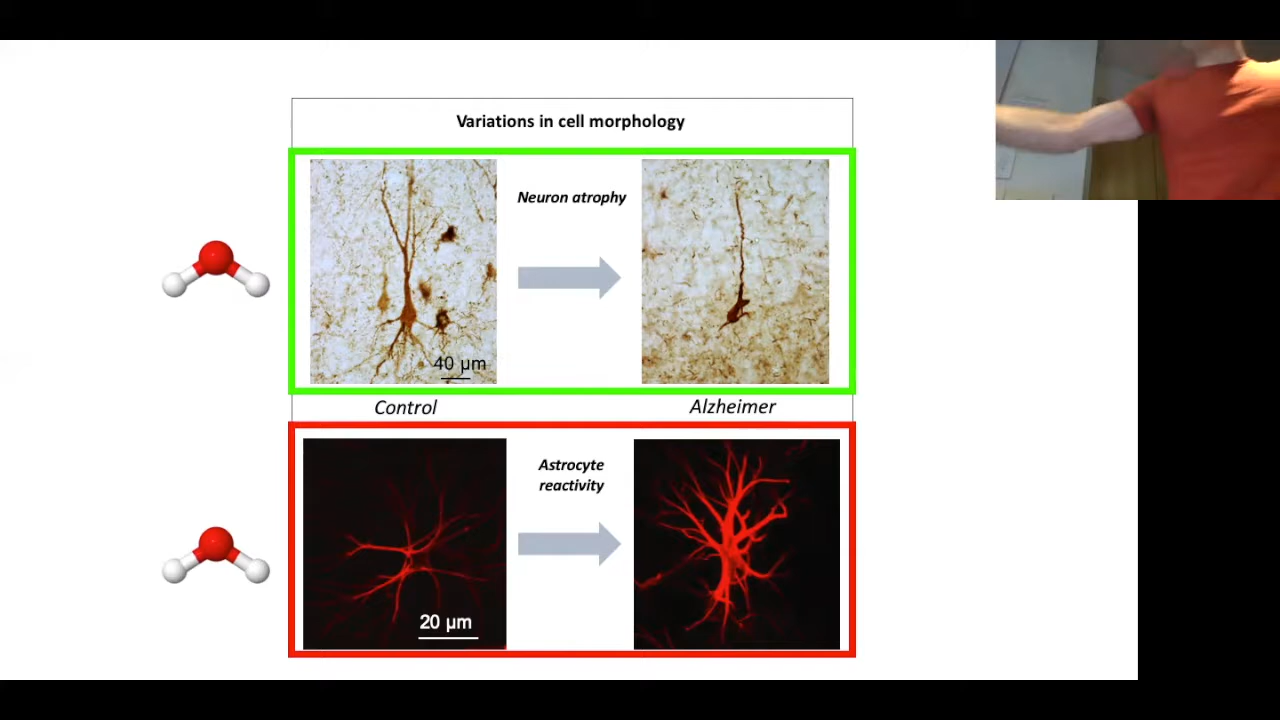 Variations in cell morphology
Neuron atrophy
40 µm
Control
Alzheimer
Astrocyte
reactivity
20 µm